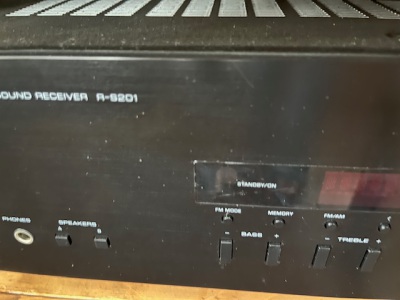 SOUND RECEIVER R-S201
STANDBY/ON
FM MODE MEMORY FM/AM
PHONES SPEAKERS
A B
- BASS + - TREBLE +